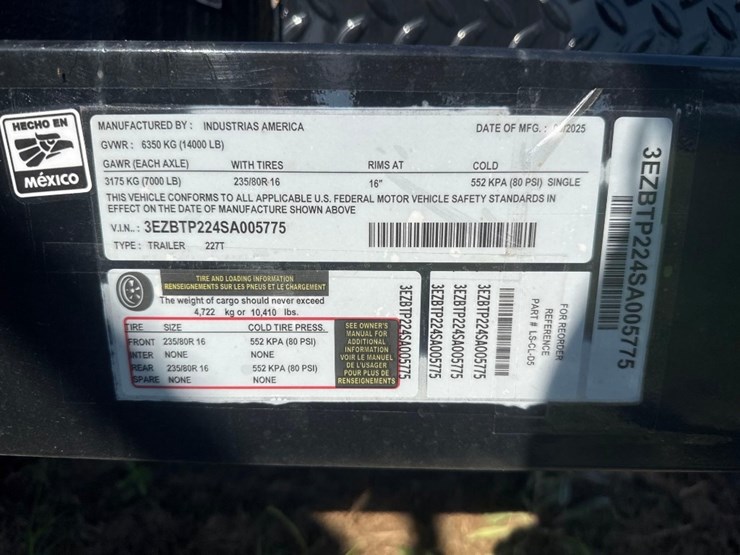 HECHO EN
MÉXICO
MANUFACTURED BY: INDUSTRIAS AMERICA DATE OF MFG.: 2025
GVWR: 6350 KG (14000 LB)
GAWR (EACH AXLE) WITH TIRES RIMS AT COLD
3175 KG (7000 LB) 235/80R 16 16" 552 KPA (80 PSI) SINGLE
THIS VEHICLE CONFORMS TO ALL APPLICABLE U.S. FEDERAL MOTOR VEHICLE SAFETY STANDARDS IN
EFFECT ON THE DATE OF MANUFACTURE SHOWN ABOVE
V.I.N.: 3EZBTP224SA005775
TYPE: TRAILER 227T
3EZBTP224SA005775
TIRE AND LOADING INFORMATION
RENSEIGNEMENTS SUR LES PNEUS ET LE CHARGEMENT
The weight of cargo should never exceed
4,722 kg or 10,410 lbs.
TIRE SIZE COLD TIRE PRESS.
FRONT 235/80R 16 552 KPA (80 PSI)
INTER NONE NONE
REAR 235/80R 16 552 KPA (80 PSI)
SPARE NONE NONE
SEE OWNER'S
MANUAL FOR
ADDITIONAL
INFORMATION
VOIR LE MANUEL
DE L'USAGER
POUR PLUS DE
RENSEIGNEMENTS
3EZBTP224SA005775
3EZBTP224SA005775
3EZBTP224SA005775
3EZBTP224SA005775
FOR REORDER
REFERENCE
PART # LS-CL-05